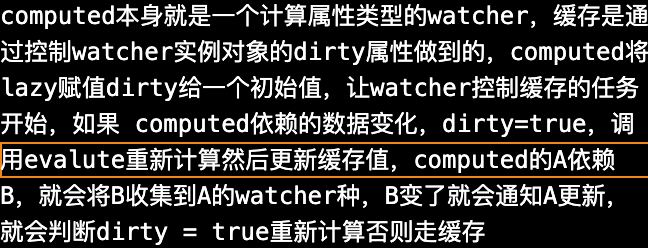 computed本身就是一个计算属性类型的watcher，缓存是通
过控制watcher实例对象的dirty属性做到的，computed将
lazy赋值dirty给一个初始值，让watcher控制缓存的任务
开始，如果 computed依赖的数据变化，dirty=true，调
用evalute重新计算然后更新缓存值，computed的A依赖
B，就会将B收集到A的watcher种，B变了就会通知A更新，
就会判断dirty = true重新计算否则走缓存